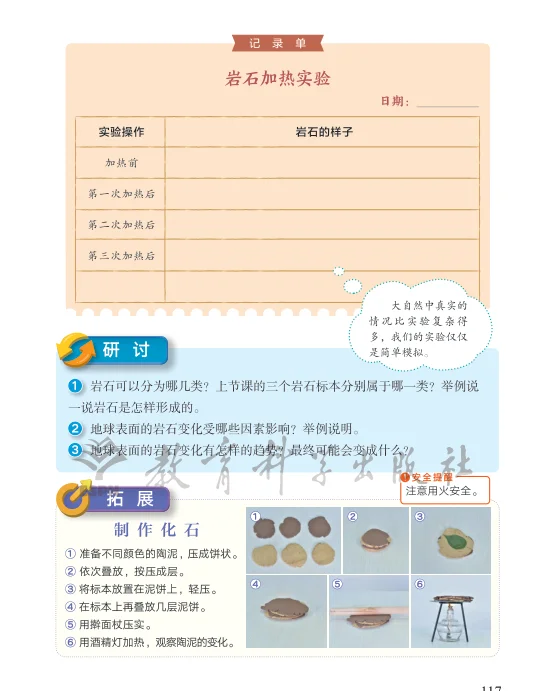 记录单
岩石加热实验
日期：
实验操作 岩石的样子
加热前
第一次加热后
第二次加热后
第三次加热后
大自然中真实的
情况比实验复杂得
多，我们的实验仅仅
是简单模拟。
研讨
1 岩石可以分为哪几类？上节课的三个岩石标本分别属于哪一类？举例说
一说岩石是怎样形成的。
2 地球表面的岩石变化受哪些因素影响？举例说明。
3 地球表面的岩石变化有怎样的趋势？最终可能会变成什么？
教育科学出版社
!安全提醒
注意用火安全。
拓展
制作化石
① 准备不同颜色的陶泥，压成饼状。
② 依次叠放，按压成层。
③ 将标本放置在泥饼上，轻压。
④ 在标本上再叠放几层泥饼。
⑤ 用擀面杖压实。
⑥ 用酒精灯加热，观察陶泥的变化。
① ② ③
④ ⑤ ⑥
117